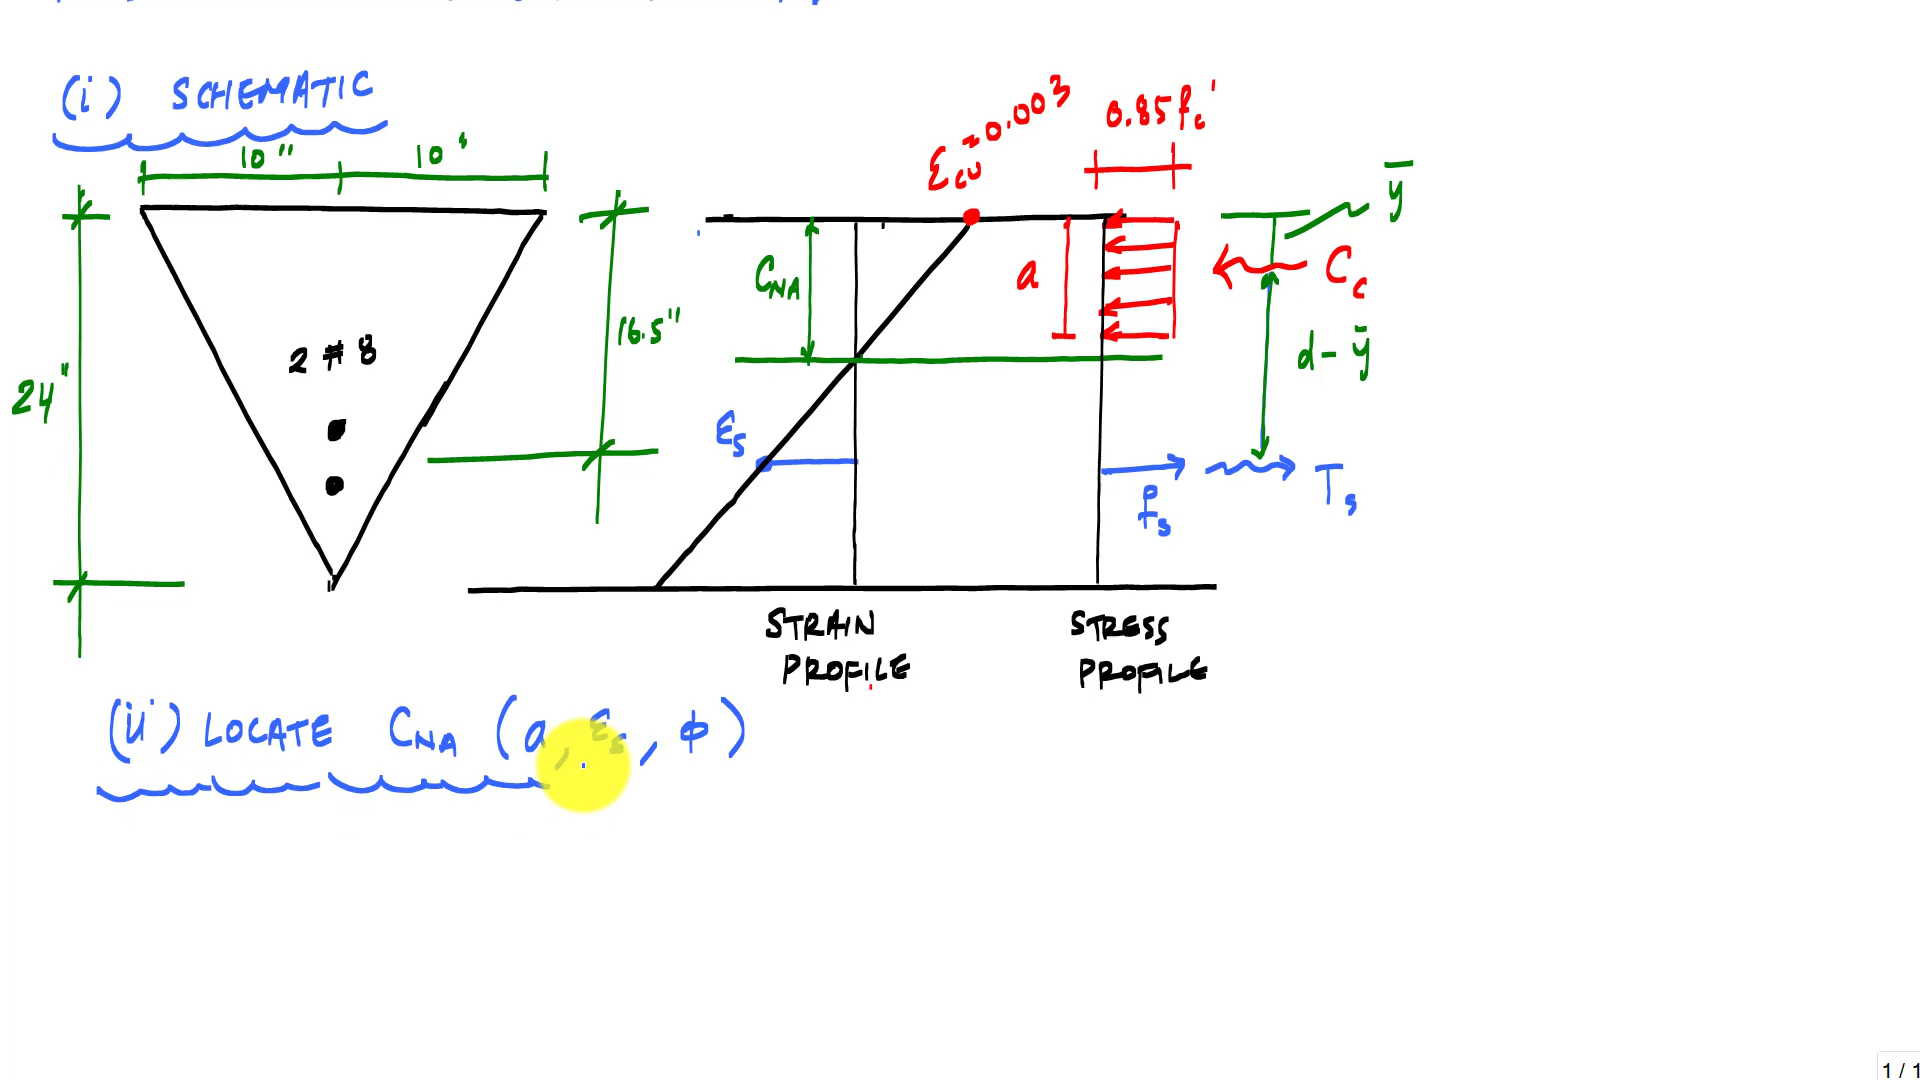 (i) SCHEMATIC
10" 10'
24"
2 #8
16.5"
εcu=0.003
0.85fc'
CNA
a
ȳ
Cc
d-ȳ
εs
fs
Ts
STRAIN
PROFILE
STRESS
PROFILE
(ii) LOCATE CNA (a, εs, φ)
1 / 1